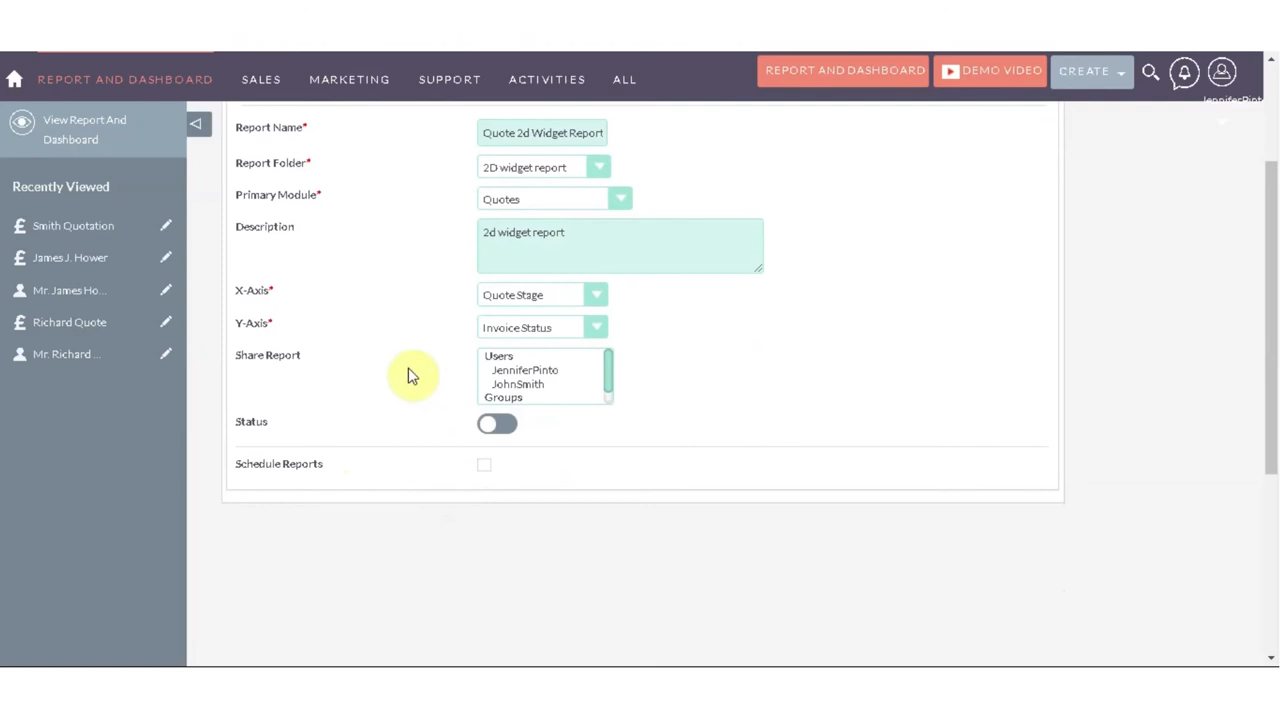 REPORT AND DASHBOARD
SALES
MARKETING
SUPPORT
ACTIVITIES
ALL
REPORT AND DASHBOARD
DEMO VIDEO
CREATE
JenniferPint
View Report And
Dashboard
Recently Viewed
Smith Quotation
James J. Hower
Mr. James Ho...
Richard Quote
Mr. Richard ...
Report Name*
Quote 2d Widget Report
Report Folder*
2D widget report
Primary Module*
Quotes
Description
2d widget report
X-Axis*
Quote Stage
Y-Axis*
Invoice Status
Share Report
Users
JenniferPinto
JohnSmith
Groups
Status
Schedule Reports